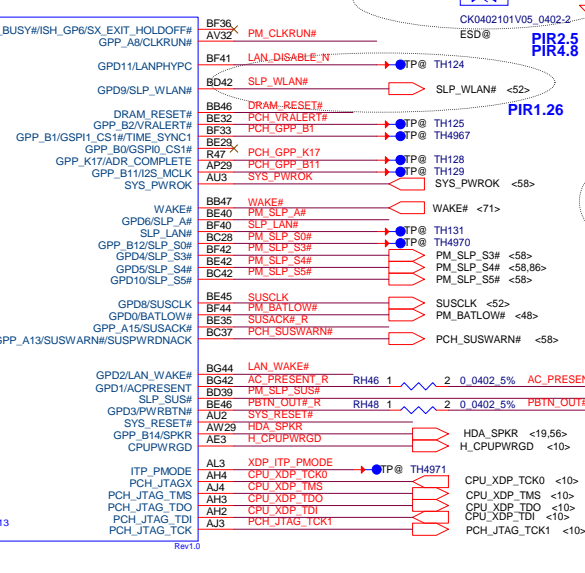 CK0402101V05_0402-2
ESD@
PIR2.5
PIR4.8
BUSY#/ISH_GP6/SX_EXIT_HOLDOFF# BF36
GPP_A8/CLKRUN# AV32 PM_CLKRUN#
GPD11/LANPHYPC BF41 LAN_DISABLE_N TP@ TH124
GPD9/SLP_WLAN# BD42 SLP_WLAN# SLP_WLAN# <52>
PIR1.26
DRAM_RESET# BB46 DRAM_RESET#
GPP_B2/VRALERT# BE32 PCH_VRALERT# TP@ TH125
GPP_B1/GSPI1_CS1#/TIME_SYNC1 BF33 PCH_GPP_B1 TP@ TH4967
GPP_B0/GSPI0_CS1# BE29
GPP_K17/ADR_COMPLETE R47 PCH_GPP_K17 TP@ TH128
GPP_B11/I2S_MCLK AP29 PCH_GPP_B11 TP@ TH129
SYS_PWROK AU3 SYS_PWROK SYS_PWROK <58>
WAKE# BB47 WAKE# WAKE# <71>
GPD6/SLP_A# BE40 PM_SLP_A#
SLP_LAN# BF40 SLP_LAN# TP@ TH131
GPP_B12/SLP_S0# BC28 PM_SLP_S0# TP@ TH4970
GPD4/SLP_S3# BF42 PM_SLP_S3# PM_SLP_S3# <58>
GPD5/SLP_S4# BE42 PM_SLP_S4# PM_SLP_S4# <58,86>
GPD10/SLP_S5# BC42 PM_SLP_S5# PM_SLP_S5# <58>
GPD8/SUSCLK BE45 SUSCLK SUSCLK <52>
GPD0/BATLOW# BF44 PM_BATLOW# PM_BATLOW# <48>
GPP_A15/SUSACK# BE35 SUSACK#_R
GPP_A13/SUSWARN#/SUSPWRDNACK BC37 PCH_SUSWARN# PCH_SUSWARN# <58>
GPD2/LAN_WAKE# BG44 LAN_WAKE#
GPD1/ACPRESENT BG42 AC_PRESENT_R RH46 1 2 0_0402_5% AC_PRESEN
SLP_SUS# BD39 PM_SLP_SUS#
GPD3/PWRBTN# BE46 PBTN_OUT#_R RH48 1 2 0_0402_5% PBTN_OUT#
SYS_RESET# AU2 SYS_RESET#
GPP_B14/SPKR AW29 HDA_SPKR HDA_SPKR <19,56>
CPUPWRGD AE3 H_CPUPWRGD H_CPUPWRGD <10>
ITP_PMODE AL3 XDP_ITP_PMODE TP@ TH4971
PCH_JTAGX AH4 CPU_XDP_TCK0 CPU_XDP_TCK0 <10>
PCH_JTAG_TMS AJ4 CPU_XDP_TMS CPU_XDP_TMS <10>
PCH_JTAG_TDO AH3 CPU_XDP_TDO CPU_XDP_TDO <10>
PCH_JTAG_TDI AH2 CPU_XDP_TDI CPU_XDP_TDI <10>
PCH_JTAG_TCK AJ3 PCH_JTAG_TCK1 PCH_JTAG_TCK1 <10>
13
Rev1.0